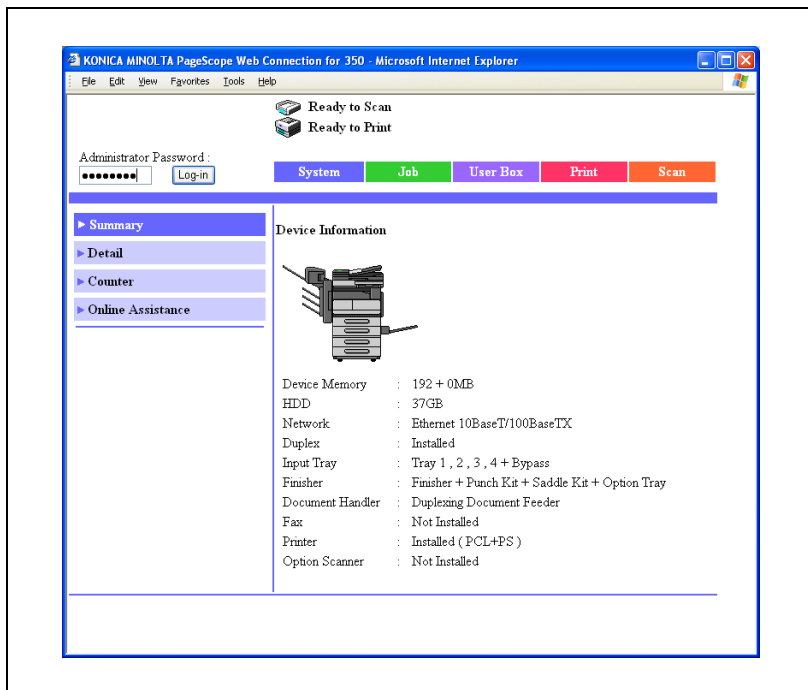 KONICA MINOLTA PageScope Web Connection for 350 - Microsoft Internet Explorer
File Edit View Favorites Tools Help
Ready to Scan
Ready to Print
Administrator Password :
●●●●●●●● Log-in
System Job User Box Print Scan
▶ Summary
▶ Detail
▶ Counter
▶ Online Assistance
Device Information
Device Memory : 192 + 0MB
HDD : 37GB
Network : Ethernet 10BaseT/100BaseTX
Duplex : Installed
Input Tray : Tray 1 , 2 , 3 , 4 + Bypass
Finisher : Finisher + Punch Kit + Saddle Kit + Option Tray
Document Handler : Duplexing Document Feeder
Fax : Not Installed
Printer : Installed ( PCL+PS )
Option Scanner : Not Installed